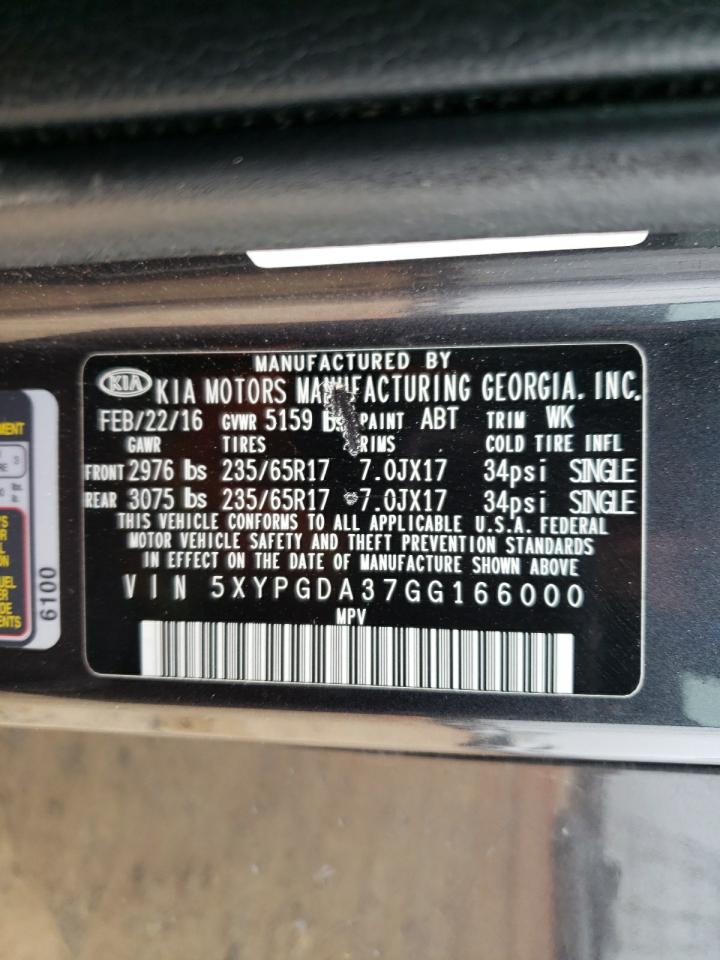 MANUFACTURED BY
KIA KIA MOTORS MANUFACTURING GEORGIA. INC.
FEB/22/16 GVWR 5159 PAINT ABT TRIM WK
GAWR TIRES RIMS COLD TIRE INFL
FRONT 2976 lbs 235/65R17 7.0JX17 34psi SINGLE
REAR 3075 lbs 235/65R17 7.0JX17 34psi SINGLE
THIS VEHICLE CONFORMS TO ALL APPLICABLE U.S.A. FEDERAL
MOTOR VEHICLE SAFETY AND THEFT PREVENTION STANDARDS
IN EFFECT ON THE DATE OF MANUFACTURE SHOWN ABOVE
VIN 5XYPGDA37GG166000
MPV
6100